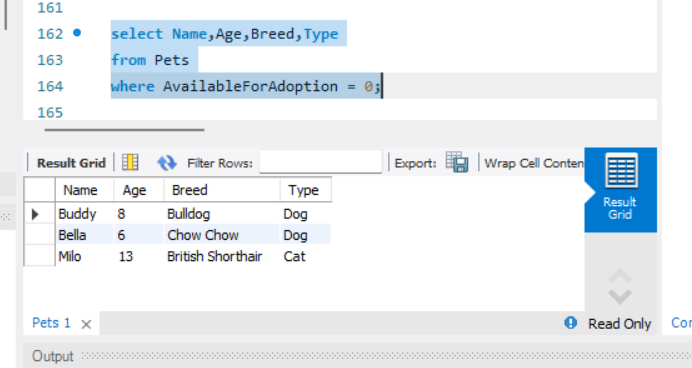 161
162 select Name,Age,Breed,Type
163 from Pets
164 where AvailableForAdoption = 0;
165
Result Grid Filter Rows: Export: Wrap Cell Conten
Name Age Breed Type
Buddy 8 Bulldog Dog
Bella 6 Chow Chow Dog
Milo 13 British Shorthair Cat
Result
Grid
Pets 1 Read Only Cor
Output